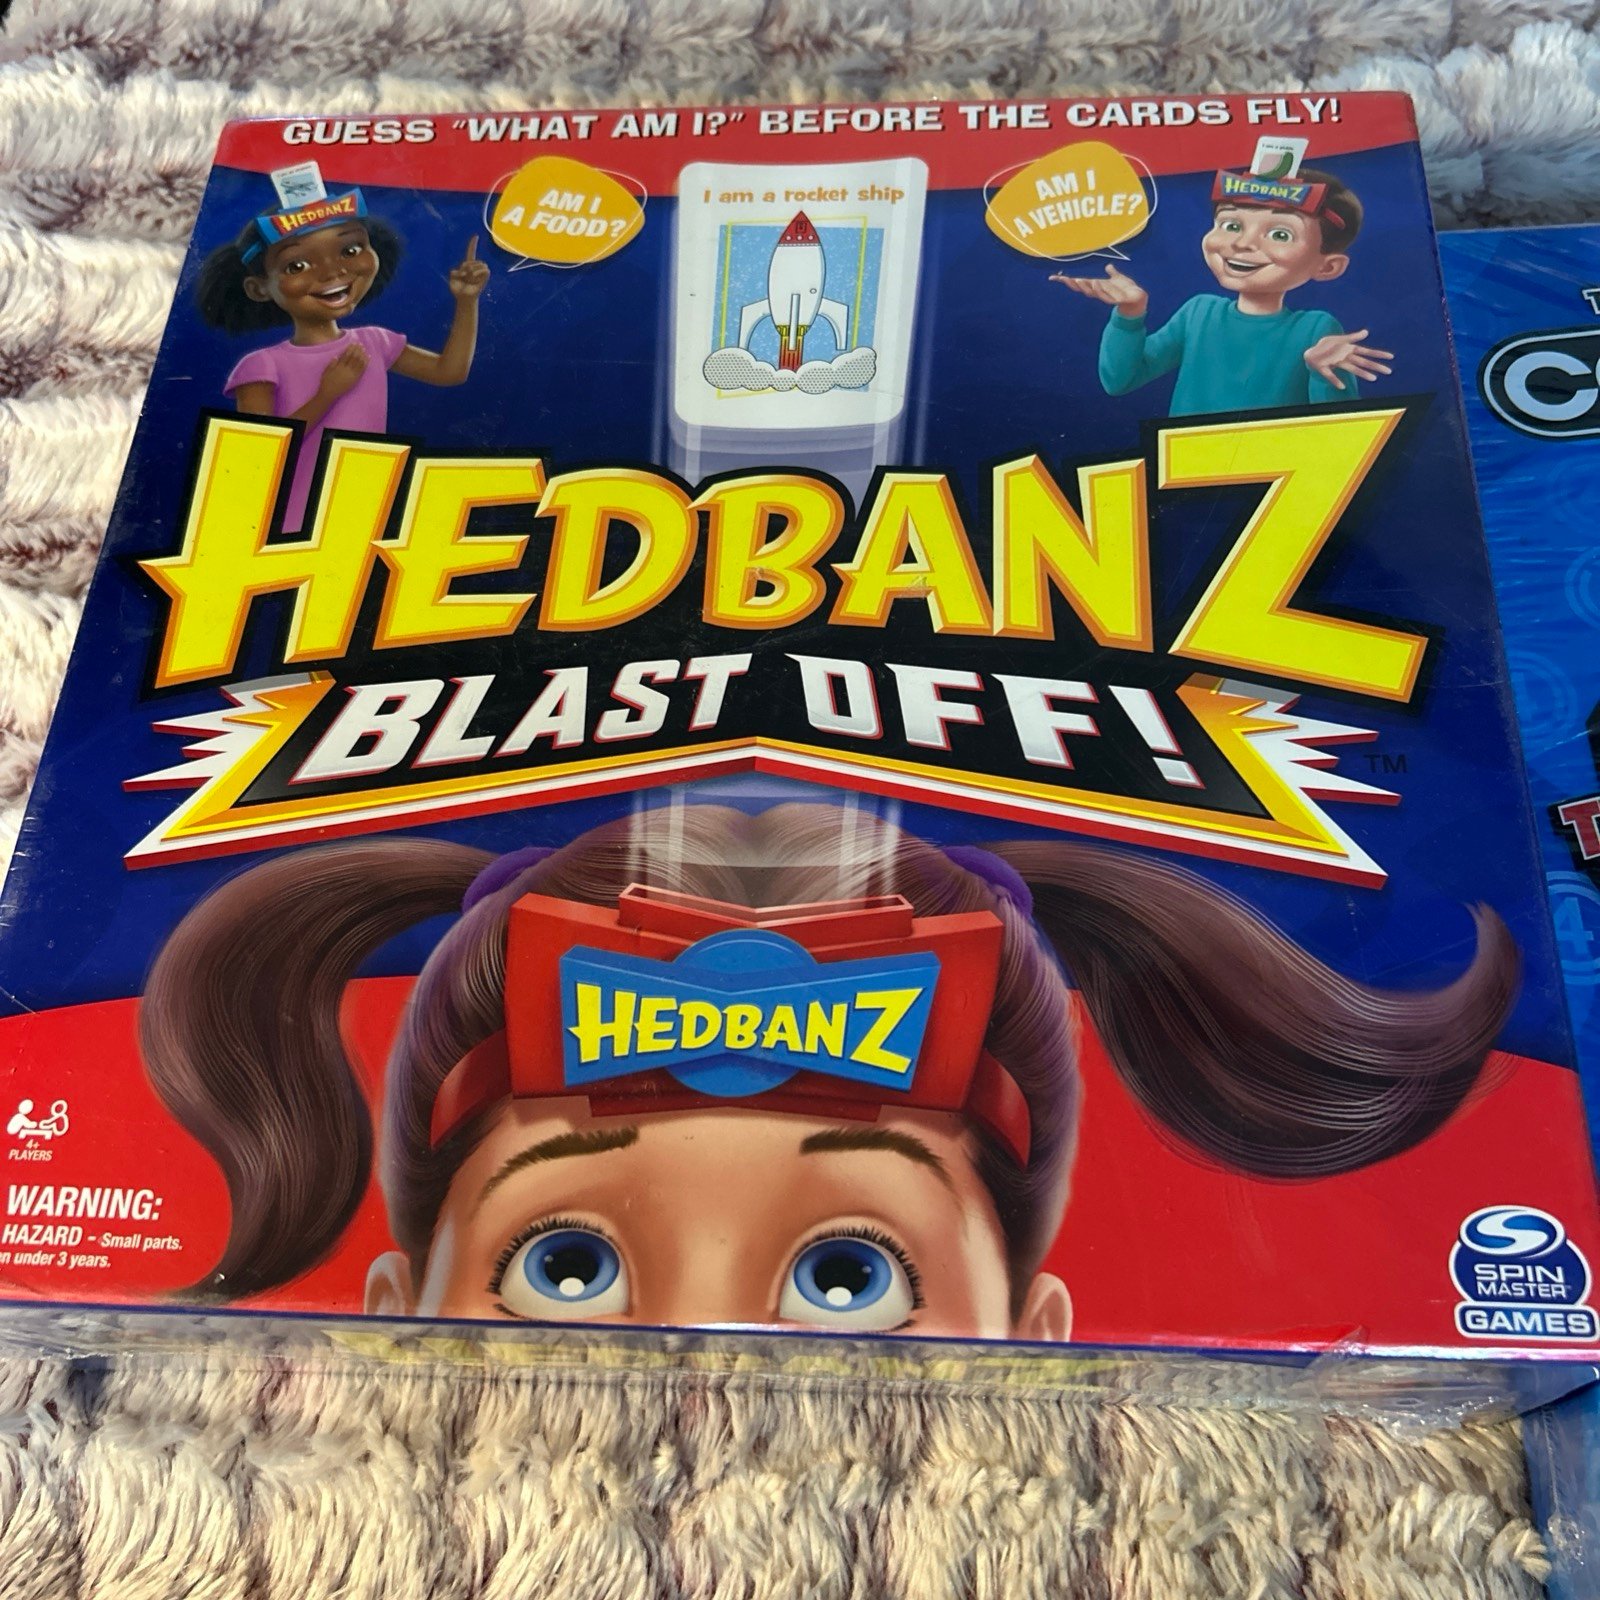 GUESS "WHAT AM I?" BEFORE THE CARDS FLY!
HEDBANZ
AM I
A FOOD?
I am a rocket ship
AM I
A VEHICLE?
HEDBANZ
HEDBANZ
BLAST OFF!
TM
HEDBANZ
4+
PLAYERS
WARNING:
HAZARD - Small parts.
under 3 years.
SPIN
MASTER
GAMES
4